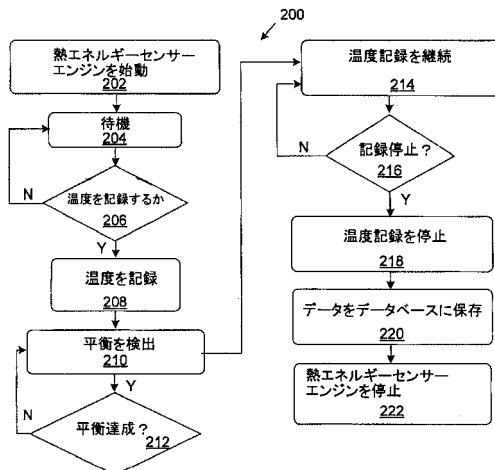 200
熱エネルギーセンサー
エンジンを始動
202
待機
204
N
温度を記録するか
206
Y
温度を記録
208
平衡を検出
210
Y
N
平衡達成？
212
温度記録を継続
214
N
記録停止？
216
Y
温度記録を停止
218
データをデータベースに保存
220
熱エネルギーセンサー
エンジンを停止
222